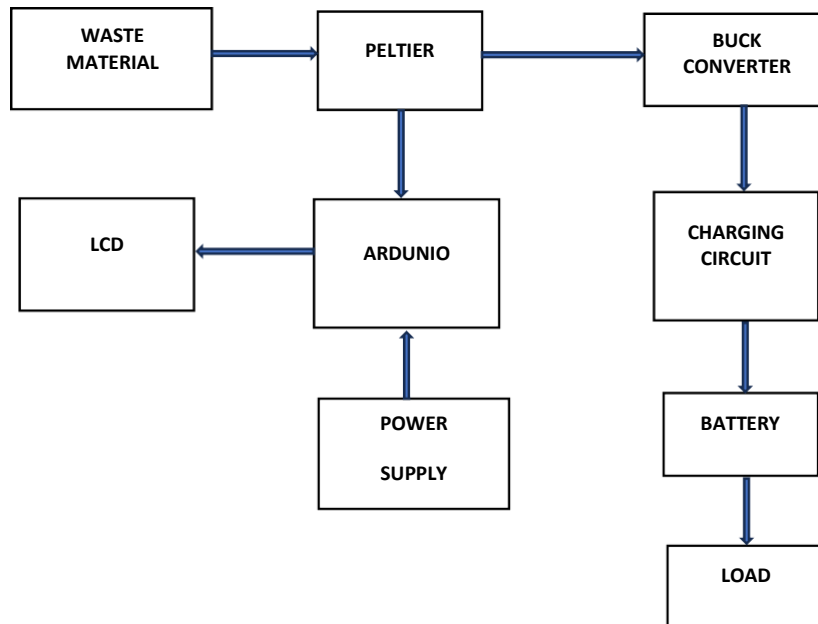 WASTE
MATERIAL
PELTIER
BUCK
CONVERTER
LCD
ARDUNIO
CHARGING
CIRCUIT
POWER
SUPPLY
BATTERY
LOAD